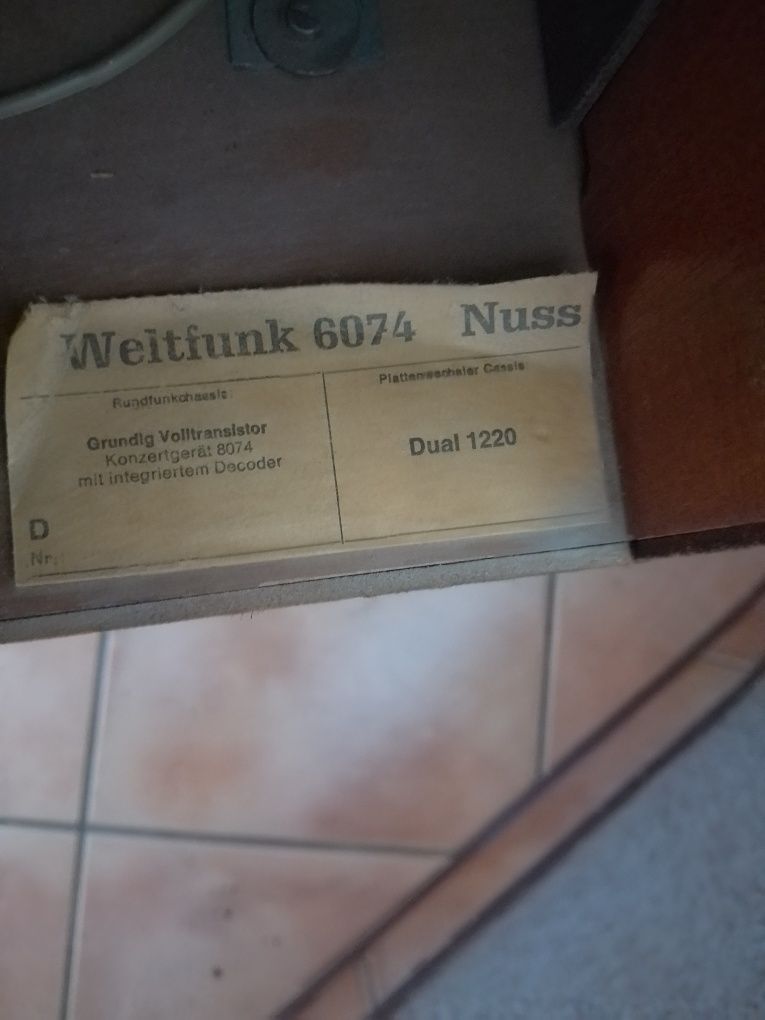 Weltfunk 6074 Nuss
Rundfunkchassis
Grundig Volltransistor
Konzertgerät 8074
mit integriertem Decoder
D
Nr.
Plattenwechsler Chassis
Dual 1220